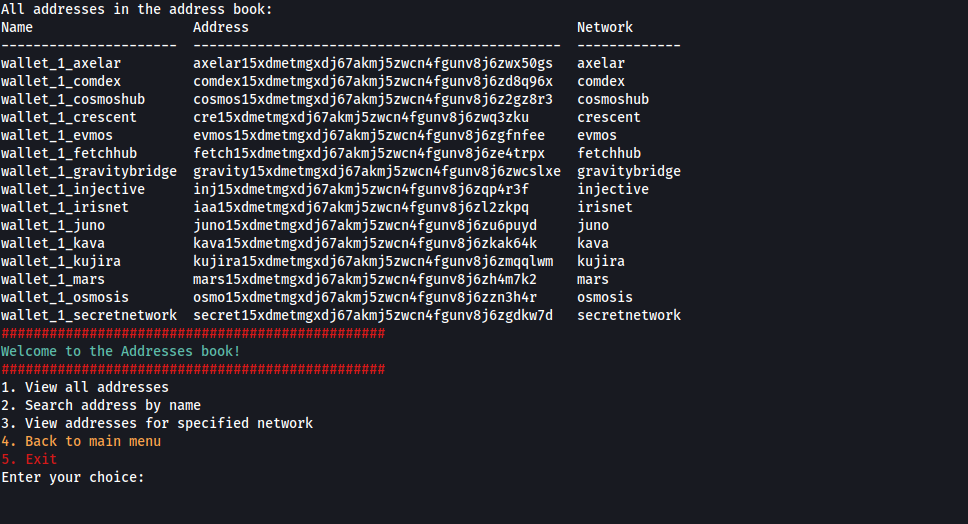 All addresses in the address book:
Name                    Address                                         Network
----------------------  ----------------------------------------------  -------------
wallet_1_axelar         axelar15xdmetmgxdj67akmj5zwcn4fgunv8j6zwx50gs   axelar
wallet_1_comdex         comdex15xdmetmgxdj67akmj5zwcn4fgunv8j6zd8q96x   comdex
wallet_1_cosmoshub      cosmos15xdmetmgxdj67akmj5zwcn4fgunv8j6z2gz8r3   cosmoshub
wallet_1_crescent       cre15xdmetmgxdj67akmj5zwcn4fgunv8j6zwq3zku      crescent
wallet_1_evmos          evmos15xdmetmgxdj67akmj5zwcn4fgunv8j6zgfnfee    evmos
wallet_1_fetchhub       fetch15xdmetmgxdj67akmj5zwcn4fgunv8j6ze4trpx    fetchhub
wallet_1_gravitybridge  gravity15xdmetmgxdj67akmj5zwcn4fgunv8j6zwcslxe  gravitybridge
wallet_1_injective      inj15xdmetmgxdj67akmj5zwcn4fgunv8j6zqp4r3f      injective
wallet_1_irisnet        iaa15xdmetmgxdj67akmj5zwcn4fgunv8j6zl2zkpq      irisnet
wallet_1_juno           juno15xdmetmgxdj67akmj5zwcn4fgunv8j6zu6puyd     juno
wallet_1_kava           kava15xdmetmgxdj67akmj5zwcn4fgunv8j6zkak64k     kava
wallet_1_kujira         kujira15xdmetmgxdj67akmj5zwcn4fgunv8j6zmqqlwm   kujira
wallet_1_mars           mars15xdmetmgxdj67akmj5zwcn4fgunv8j6zh4m7k2     mars
wallet_1_osmosis        osmo15xdmetmgxdj67akmj5zwcn4fgunv8j6zzn3h4r     osmosis
wallet_1_secretnetwork  secret15xdmetmgxdj67akmj5zwcn4fgunv8j6zgdkw7d   secretnetwork
################################################
Welcome to the Addresses book!
################################################
1. View all addresses
2. Search address by name
3. View addresses for specified network
4. Back to main menu
5. Exit
Enter your choice: